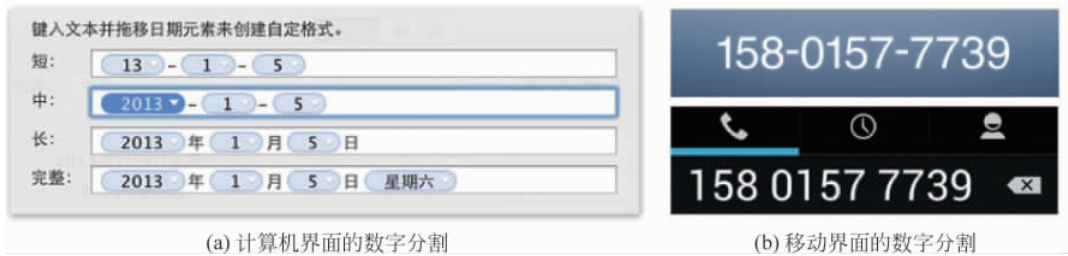 键入文本并拖移日期元素来创建自定格式。
短: 13 - 1 - 5
中: 2013 - 1 - 5
长: 2013 年 1 月 5 日
完整: 2013 年 1 月 5 日 星期六
(a) 计算机界面的数字分割
158-0157-7739
158 0157 7739
(b) 移动界面的数字分割